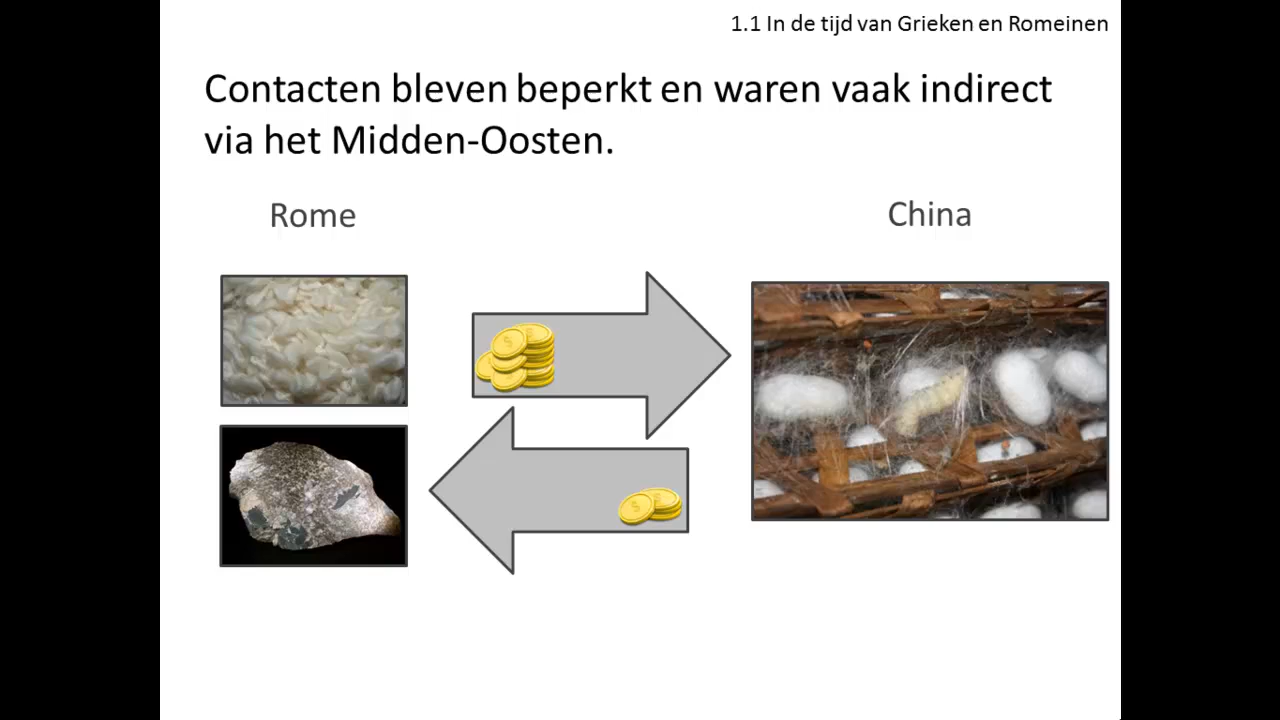 1.1 In de tijd van Grieken en Romeinen
Contacten bleven beperkt en waren vaak indirect
via het Midden-Oosten.
Rome
China